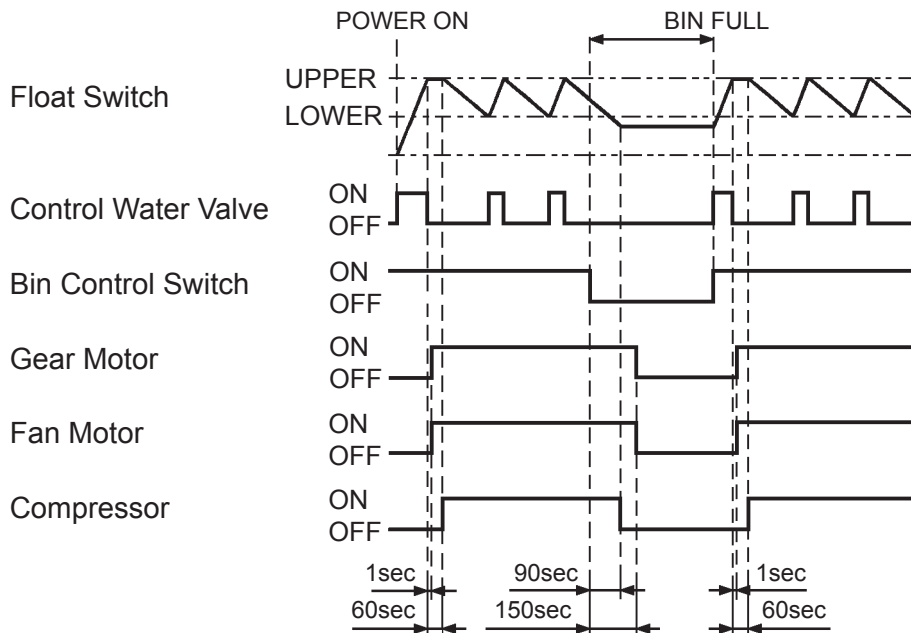 POWER ON BIN FULL
Float Switch UPPER
LOWER
Control Water Valve ON
OFF
Bin Control Switch ON
OFF
Gear Motor ON
OFF
Fan Motor ON
OFF
Compressor ON
OFF
1sec 90sec 1sec
60sec 150sec 60sec